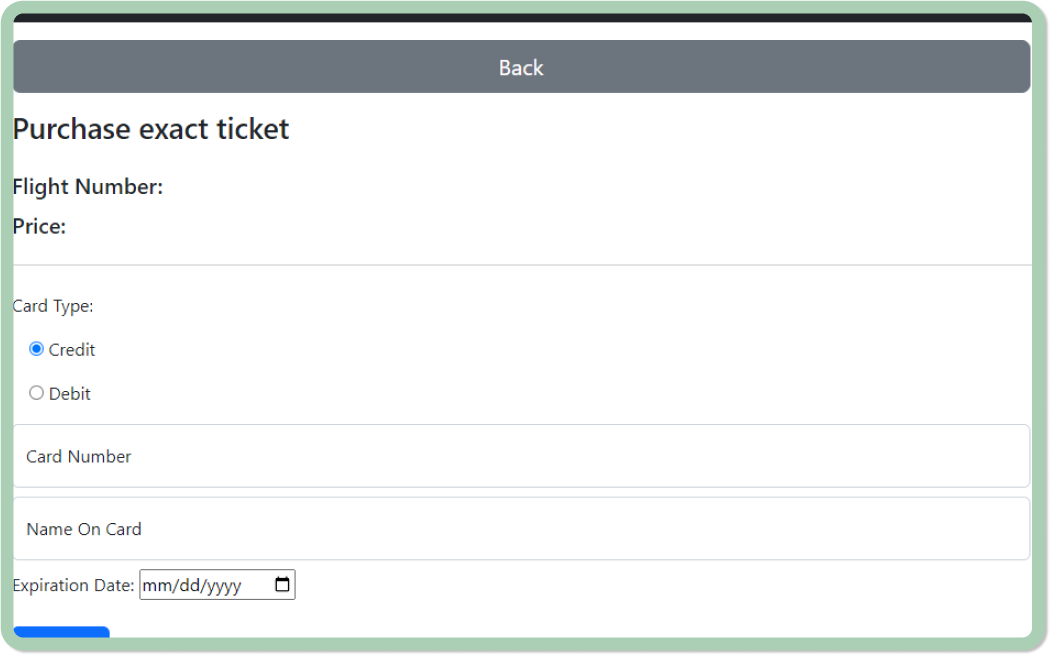 Back
Purchase exact ticket
Flight Number:
Price:
Card Type:
Credit
Debit
Card Number
Name On Card
Expiration Date: mm/dd/yyyy